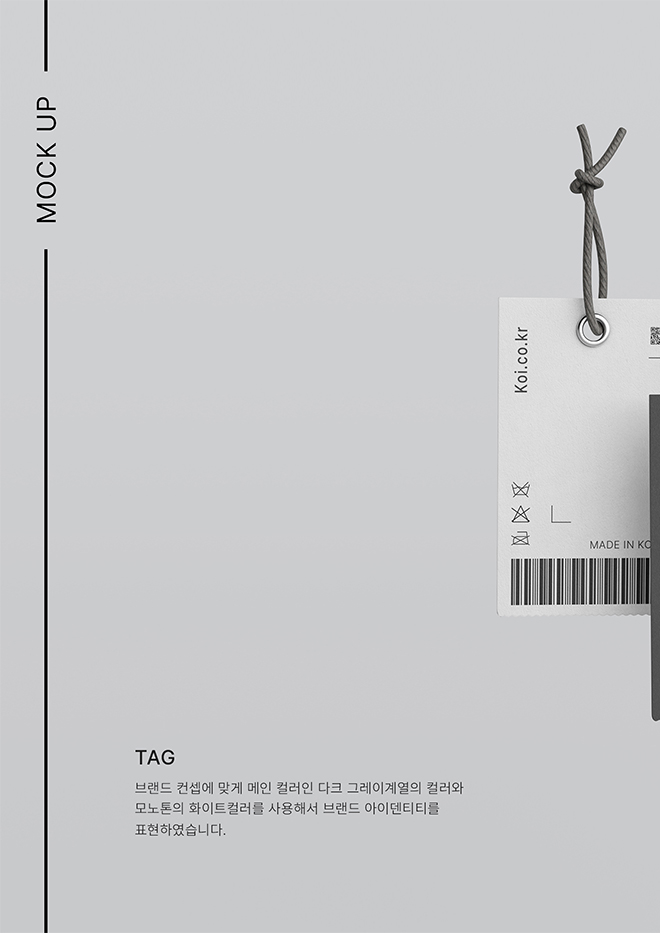 MOCK UP
Koi.co.kr
MADE IN KO
TAG
브랜드 컨셉에 맞게 메인 컬러인 다크 그레이계열의 컬러와
모노톤의 화이트컬러를 사용해서 브랜드 아이덴티티를
표현하였습니다.